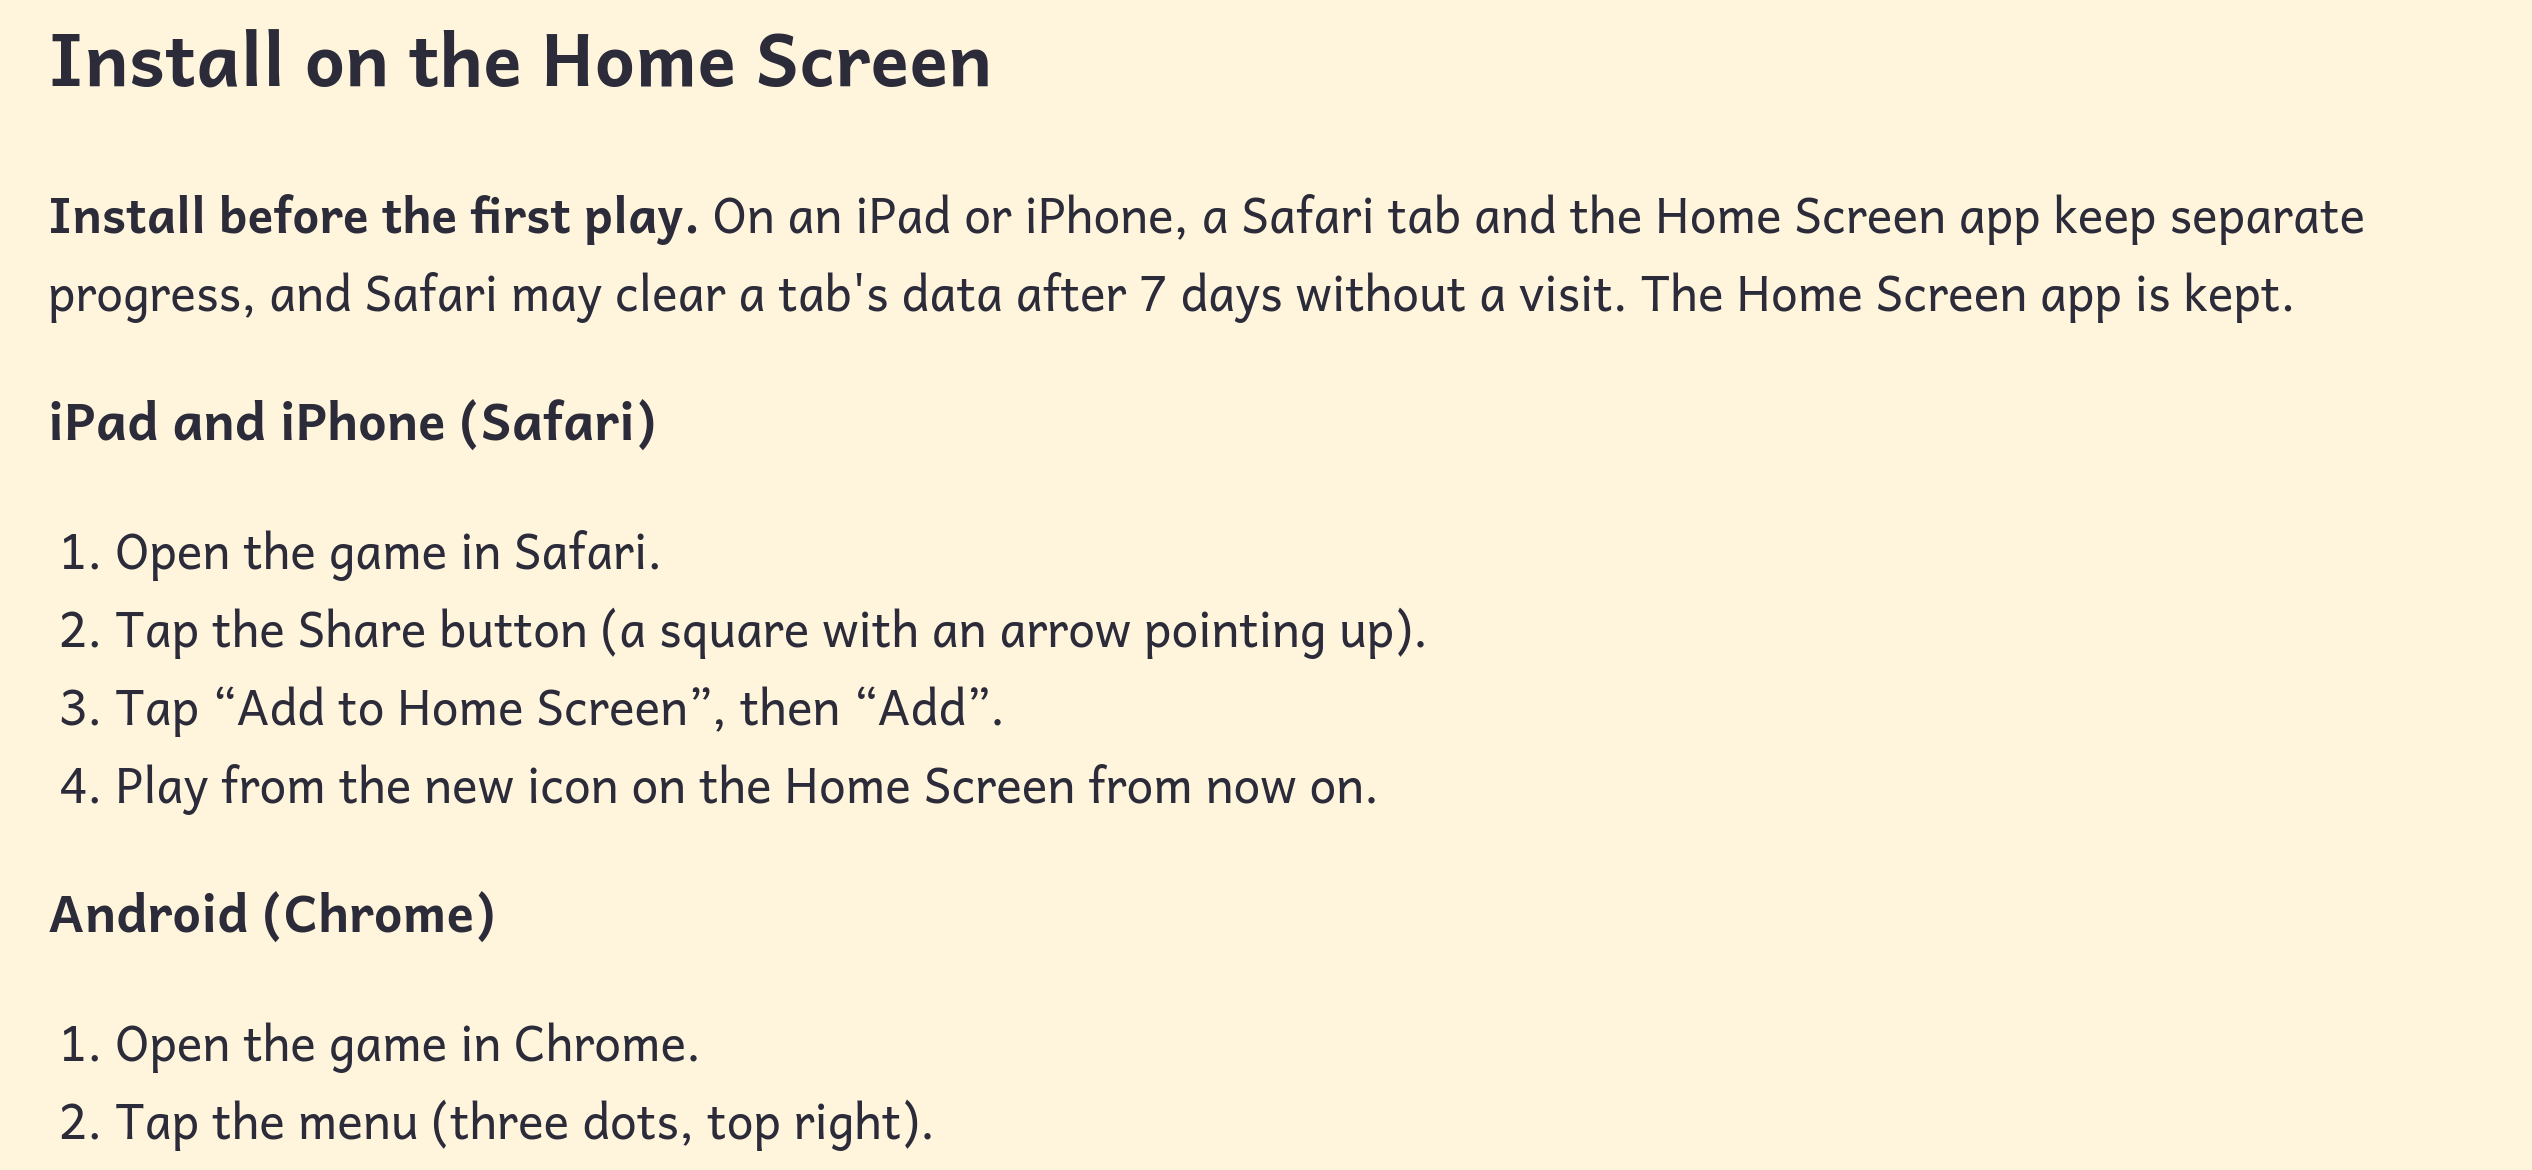 Install on the Home Screen
Install before the first play. On an iPad or iPhone, a Safari tab and the Home Screen app keep separate
progress, and Safari may clear a tab's data after 7 days without a visit. The Home Screen app is kept.
iPad and iPhone (Safari)
1. Open the game in Safari.
2. Tap the Share button (a square with an arrow pointing up).
3. Tap “Add to Home Screen”, then “Add”.
4. Play from the new icon on the Home Screen from now on.
Android (Chrome)
1. Open the game in Chrome.
2. Tap the menu (three dots, top right).